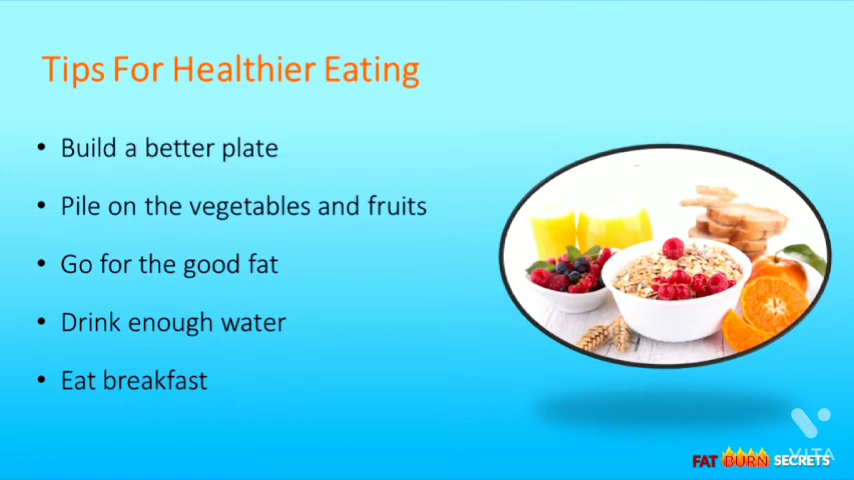 Tips For Healthier Eating
• Build a better plate
• Pile on the vegetables and fruits
• Go for the good fat
• Drink enough water
• Eat breakfast
VITA
FAT BURN SECRETS